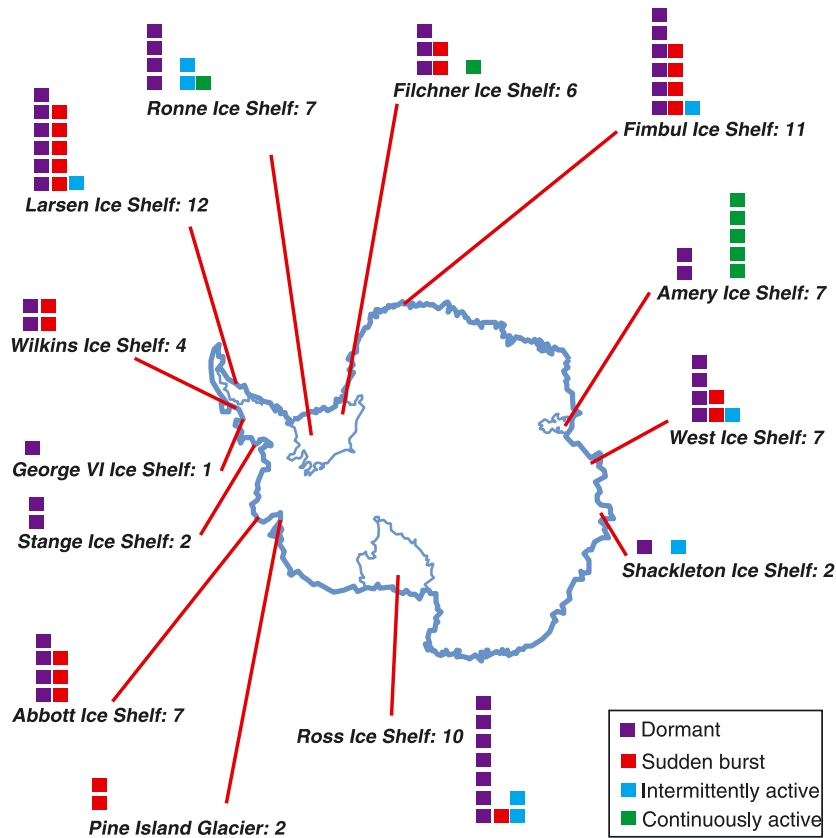 Ronne Ice Shelf: 7
Filchner Ice Shelf: 6
Fimbul Ice Shelf: 11
Larsen Ice Shelf: 12
Amery Ice Shelf: 7
Wilkins Ice Shelf: 4
West Ice Shelf: 7
George VI Ice Shelf: 1
Stange Ice Shelf: 2
Shackleton Ice Shelf: 2
Abbott Ice Shelf: 7
Ross Ice Shelf: 10
Pine Island Glacier: 2
Dormant
Sudden burst
Intermittently active
Continuously active